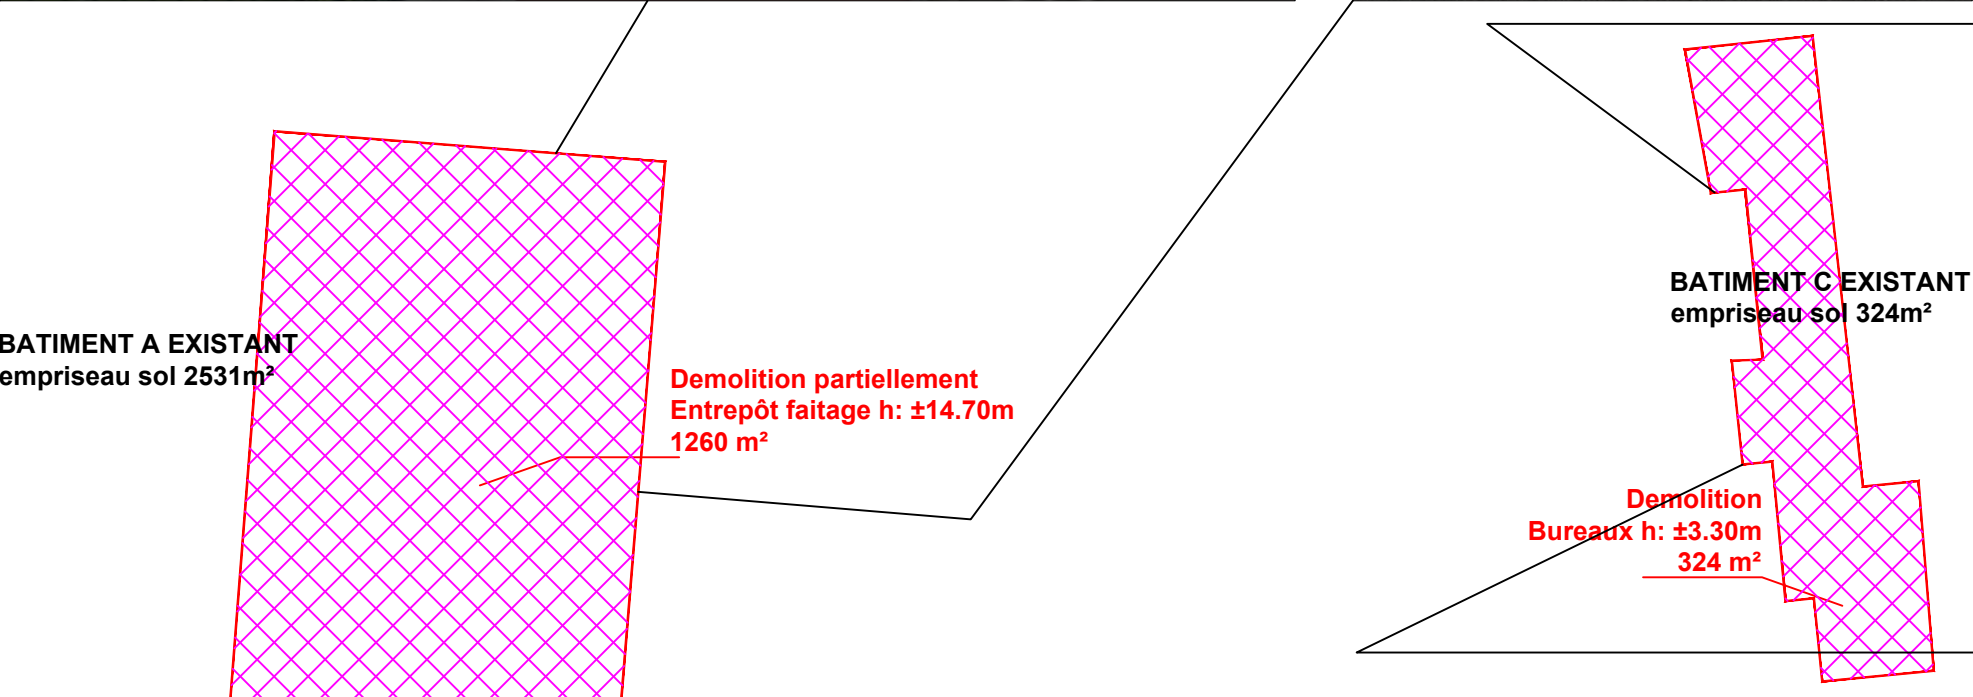 BATIMENT A EXISTANT
empriseau sol 2531m²
Demolition partiellement
Entrepôt faitage h: ±14.70m
1260 m²
BATIMENT C EXISTANT
empriseau sol 324m²
Demolition
Bureaux h: ±3.30m
324 m²